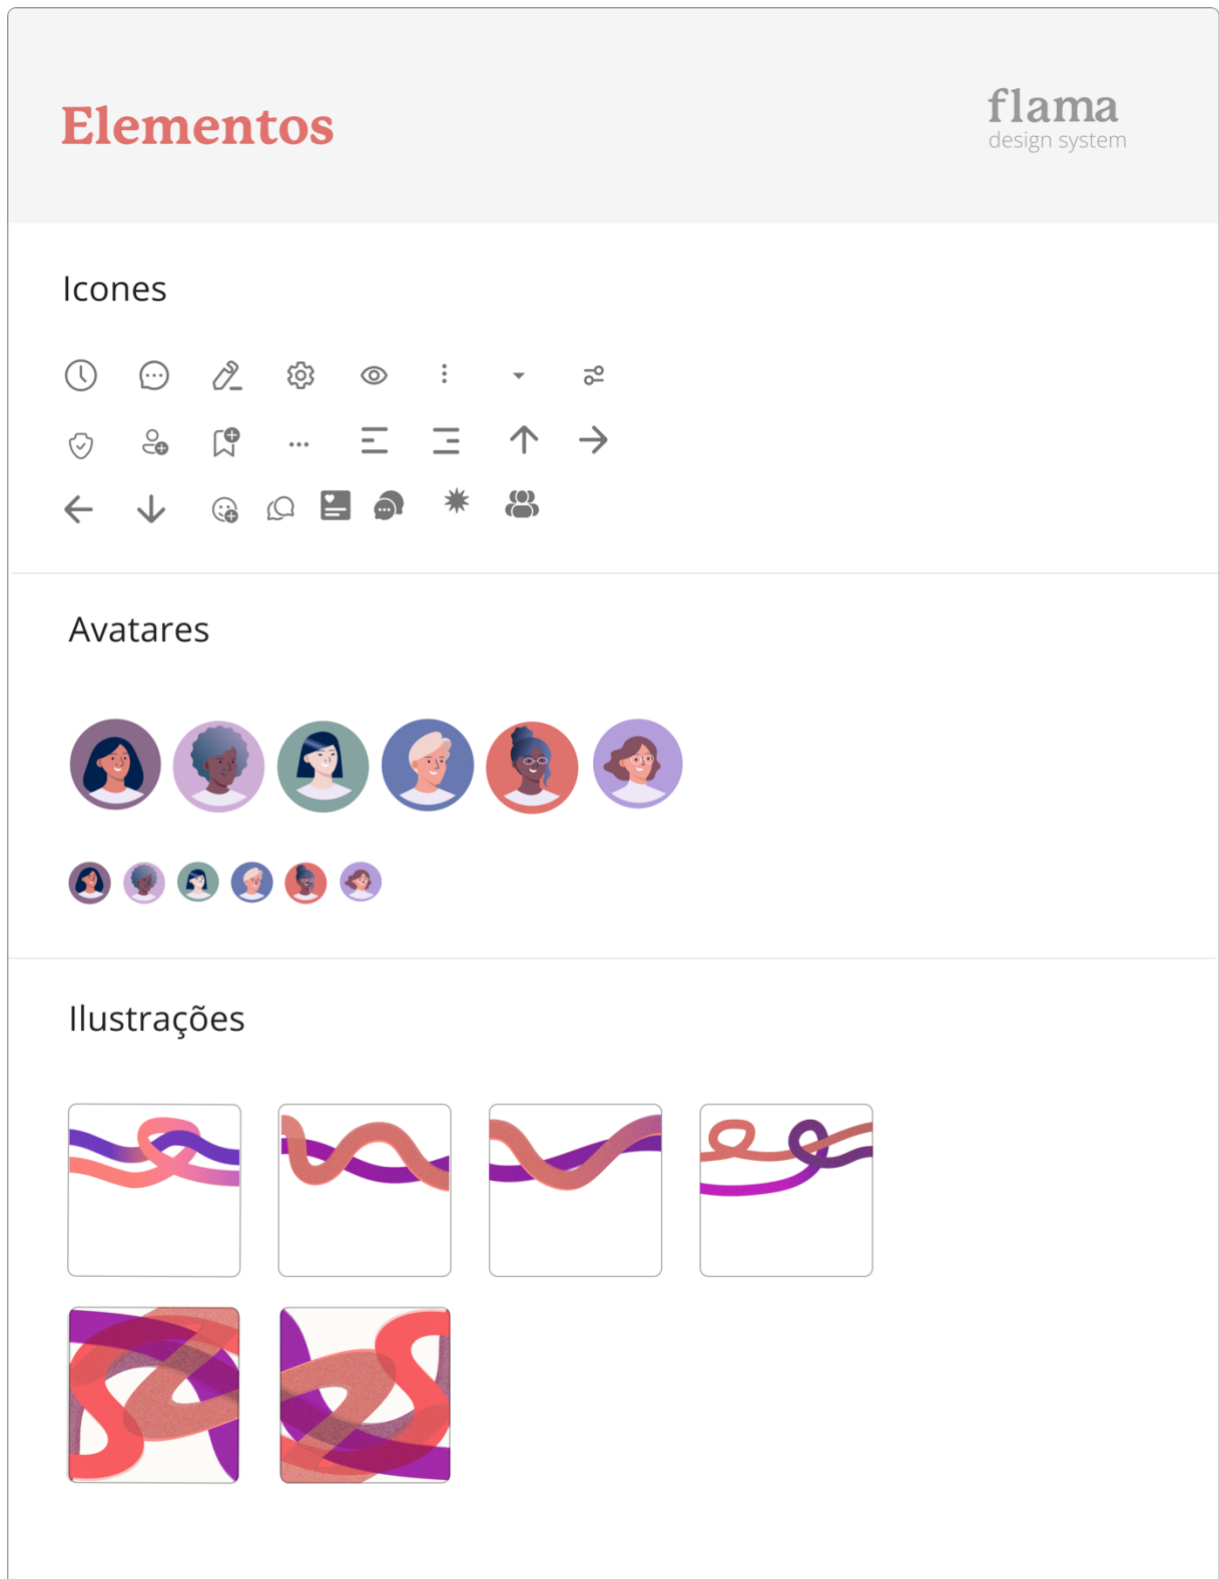 Elementos
flama
design system
Icones
Avatares
Ilustrações